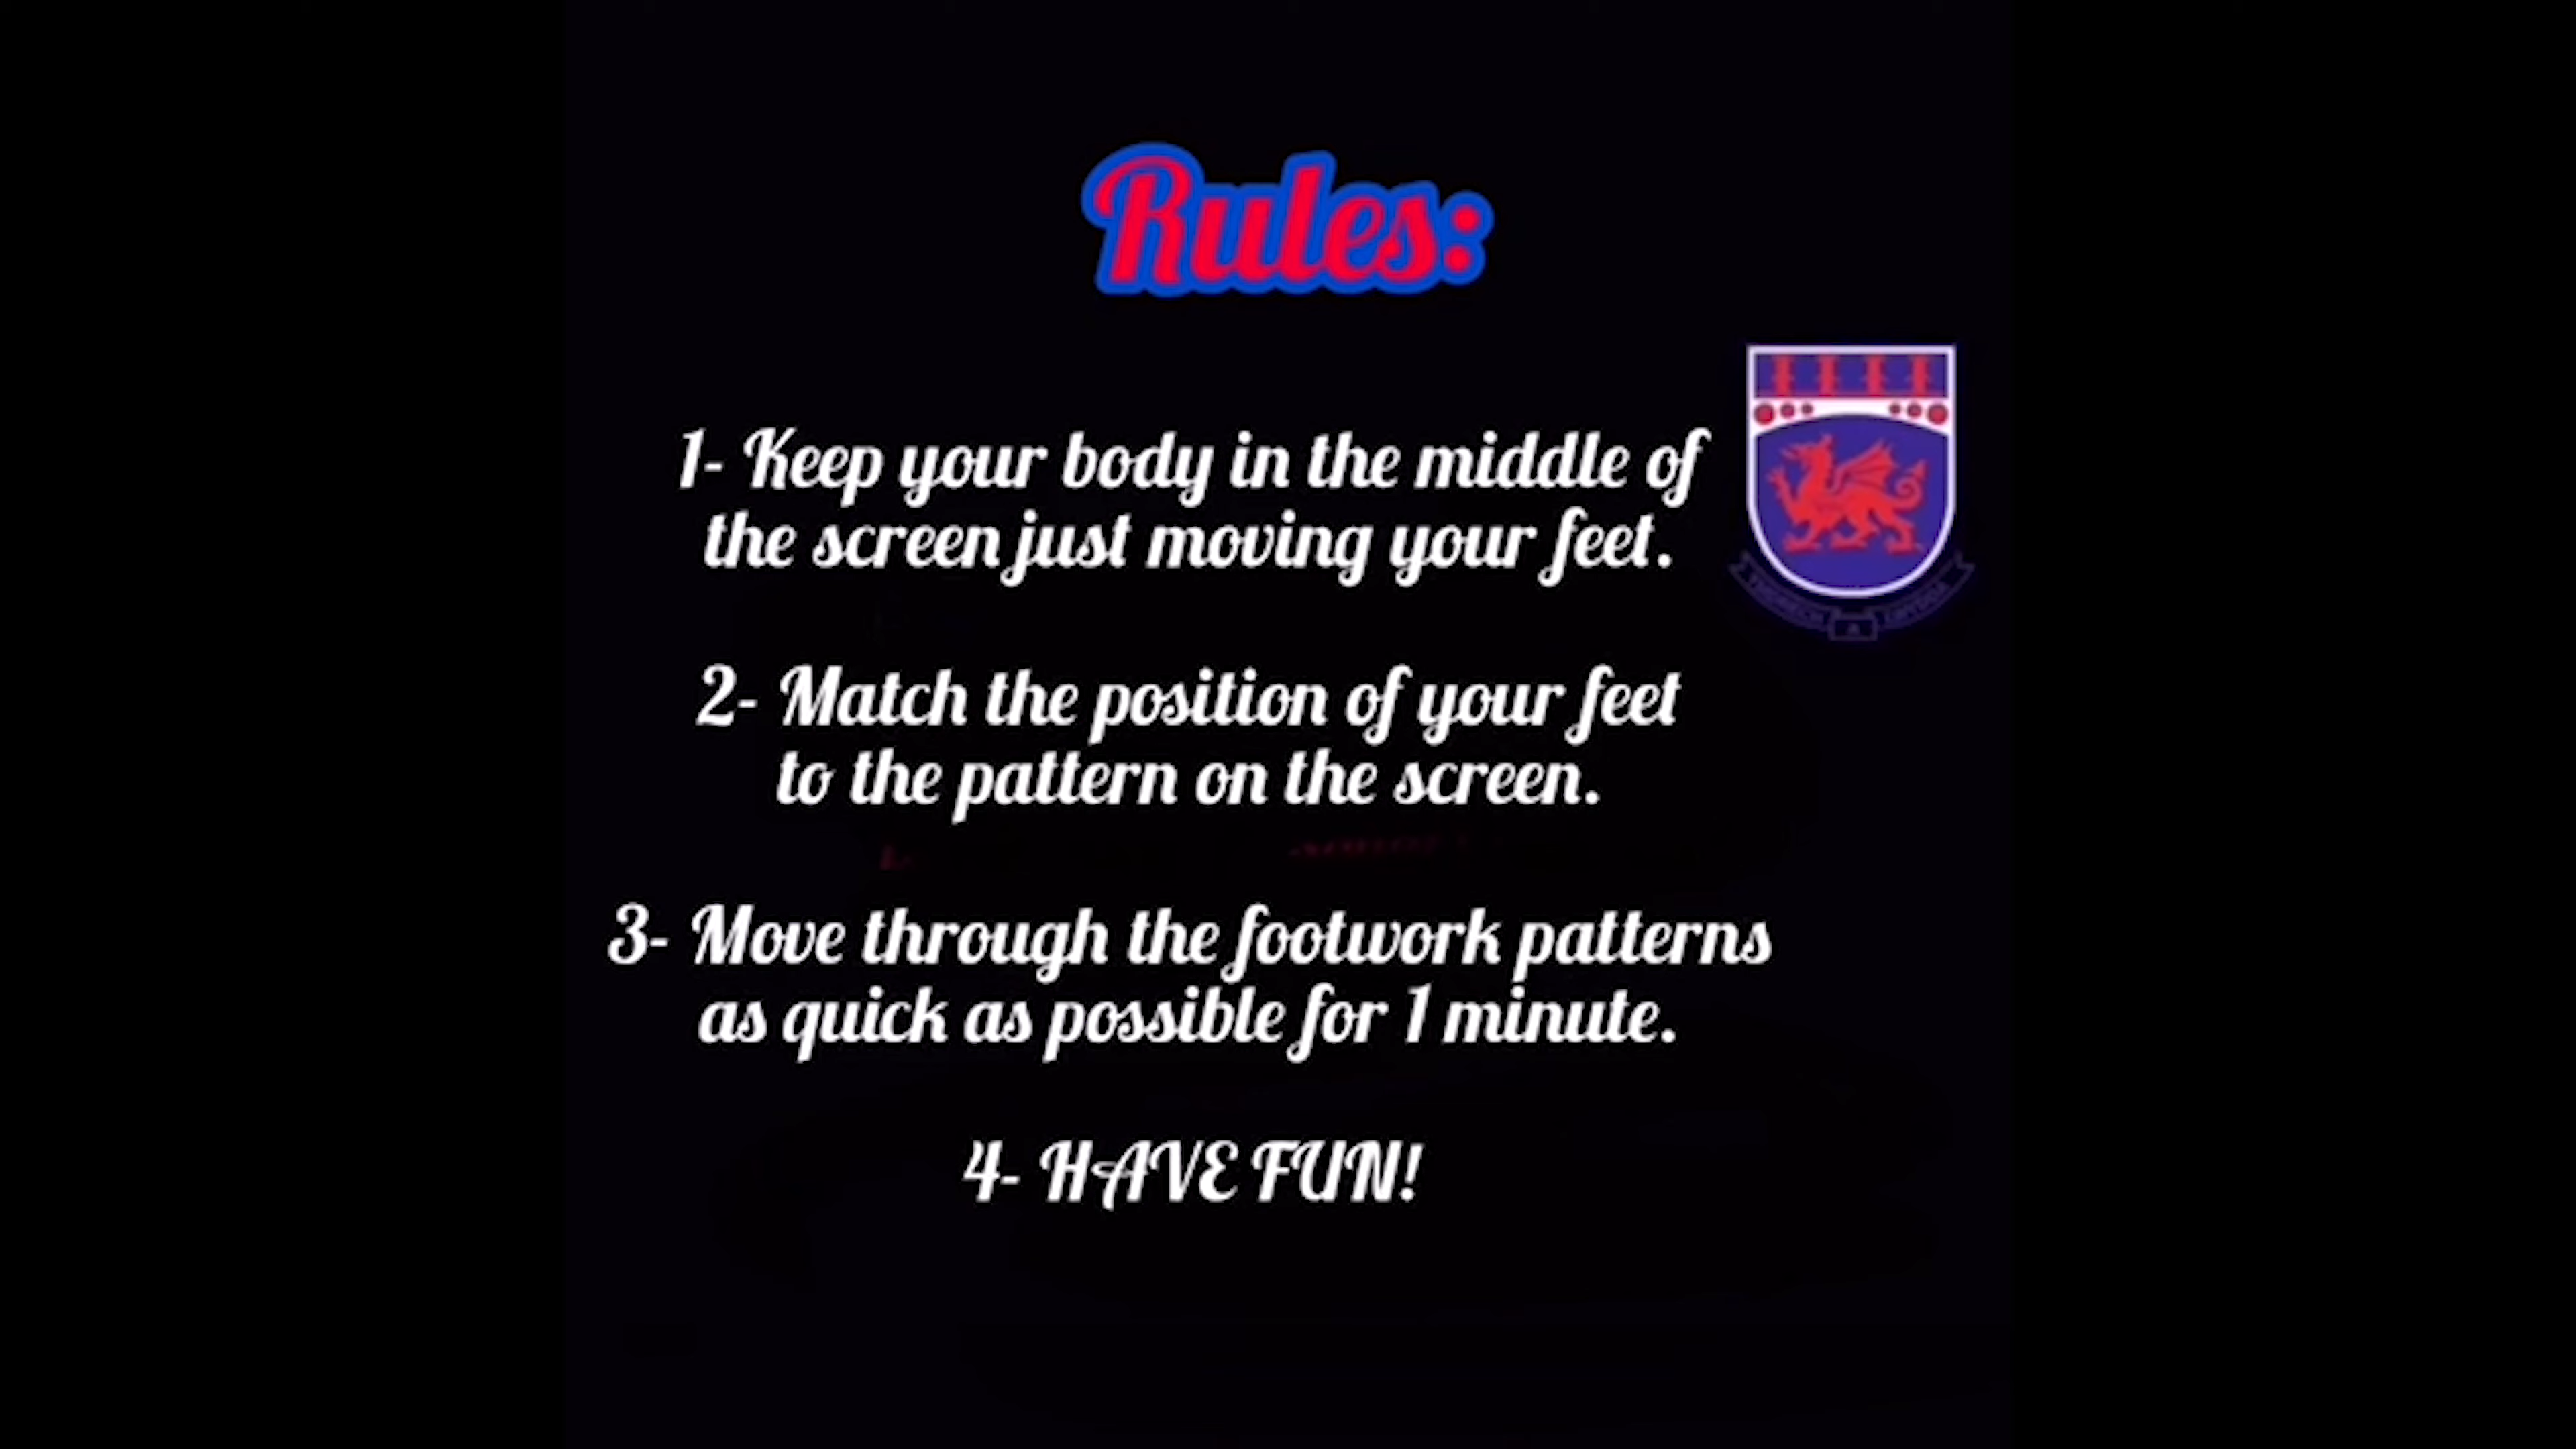 Rules:
1- Keep your body in the middle of
the screen just moving your feet.
2- Match the position of your feet
to the pattern on the screen.
3- Move through the footwork patterns
as quick as possible for 1 minute.
4- HAVE FUN!